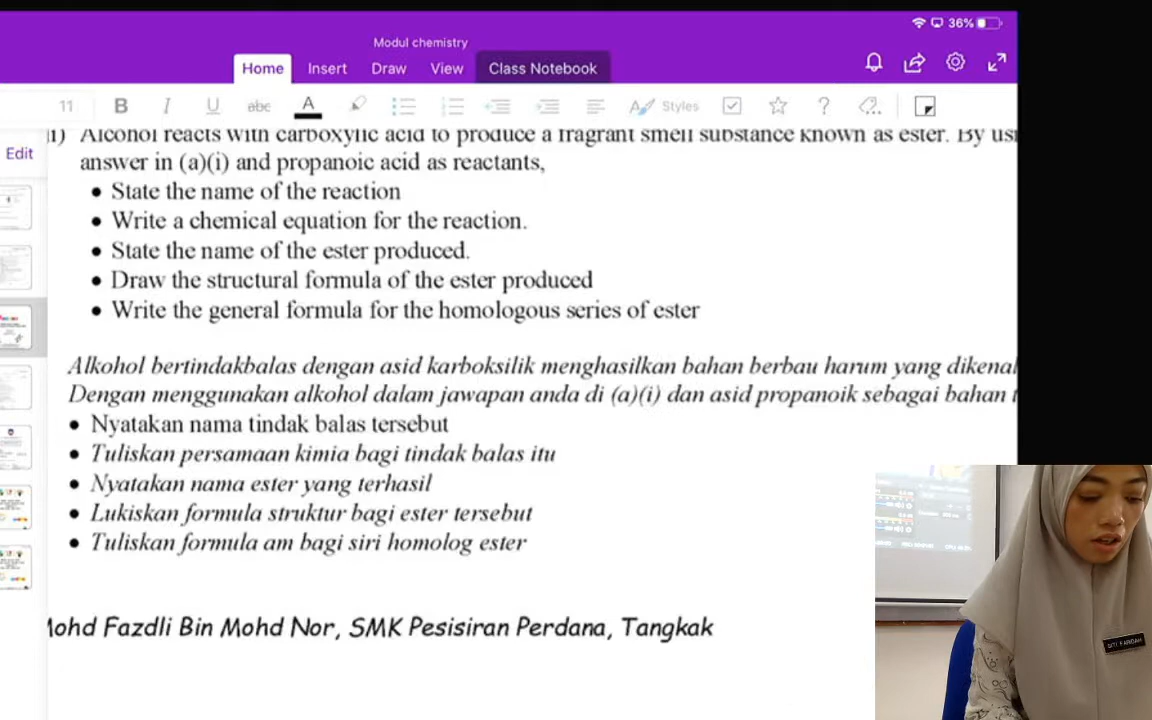 36%
Modul chemistry
Home Insert Draw View Class Notebook
11 B I U abc A Styles ?
Edit
Alcohol reacts with carboxylic acid to produce a fragrant smell substance known as ester. By
answer in (a)(i) and propanoic acid as reactants,
• State the name of the reaction
• Write a chemical equation for the reaction.
• State the name of the ester produced.
• Draw the structural formula of the ester produced
• Write the general formula for the homologous series of ester
Alkohol bertindakbalas dengan asid karboksilik menghasilkan bahan berbau harum yang dikenal
Dengan menggunakan alkohol dalam jawapan anda di (a)(i) dan asid propanoik sebagai bahan
• Nyatakan nama tindak balas tersebut
• Tuliskan persamaan kimia bagi tindak balas itu
• Nyatakan nama ester yang terhasil
• Lukiskan formula struktur bagi ester tersebut
• Tuliskan formula am bagi siri homolog ester
Mohd Fazdli Bin Mohd Nor, SMK Pesisiran Perdana, Tangkak
SITI FARIDAH